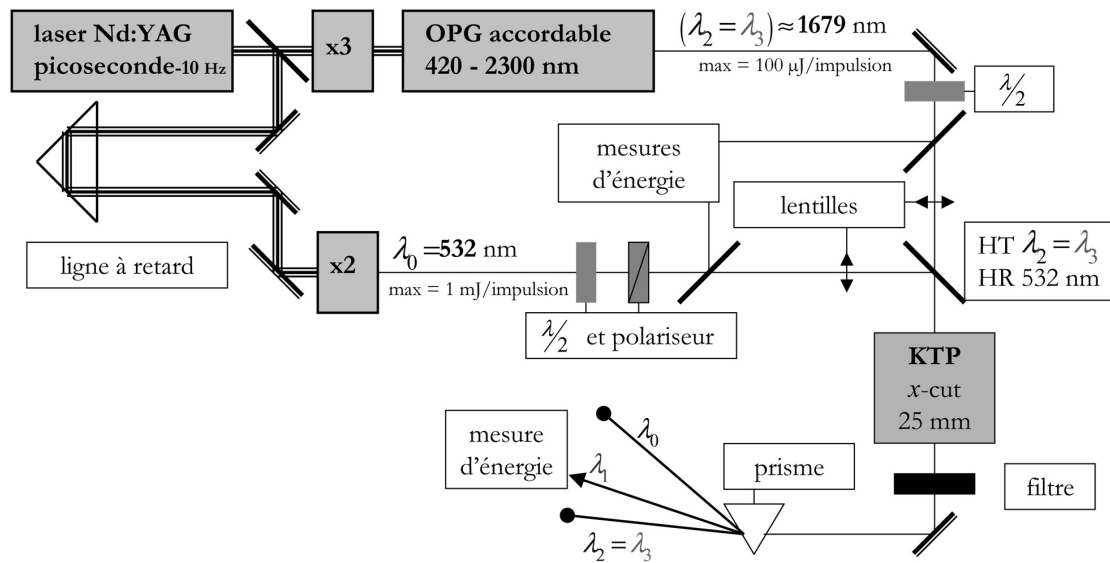 laser Nd:YAG
picoseconde-10 Hz
x3
OPG accordable
420 - 2300 nm
(λ₂ = λ₃) ≈ 1679 nm
max = 100 µJ/impulsion
λ/2
mesures
d'énergie
lentilles
HT λ₂ = λ₃
HR 532 nm
ligne à retard
x2
λ₀ =532 nm
max = 1 mJ/impulsion
λ/2 et polariseur
KTP
x-cut
25 mm
mesure
d'énergie
λ₀
λ₁
λ₂ = λ₃
prisme
filtre